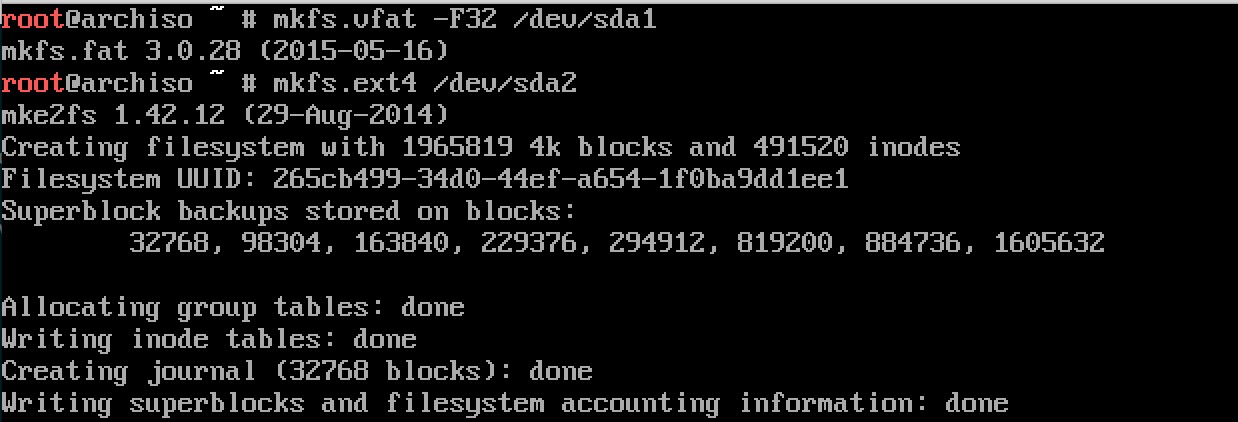 root@archiso ~ # mkfs.vfat -F32 /dev/sda1
mkfs.fat 3.0.28 (2015-05-16)
root@archiso ~ # mkfs.ext4 /dev/sda2
mke2fs 1.42.12 (29-Aug-2014)
Creating filesystem with 1965819 4k blocks and 491520 inodes
Filesystem UUID: 265cb499-34d0-44ef-a654-1f0ba9dd1ee1
Superblock backups stored on blocks:
        32768, 98304, 163840, 229376, 294912, 819200, 884736, 1605632

Allocating group tables: done
Writing inode tables: done
Creating journal (32768 blocks): done
Writing superblocks and filesystem accounting information: done